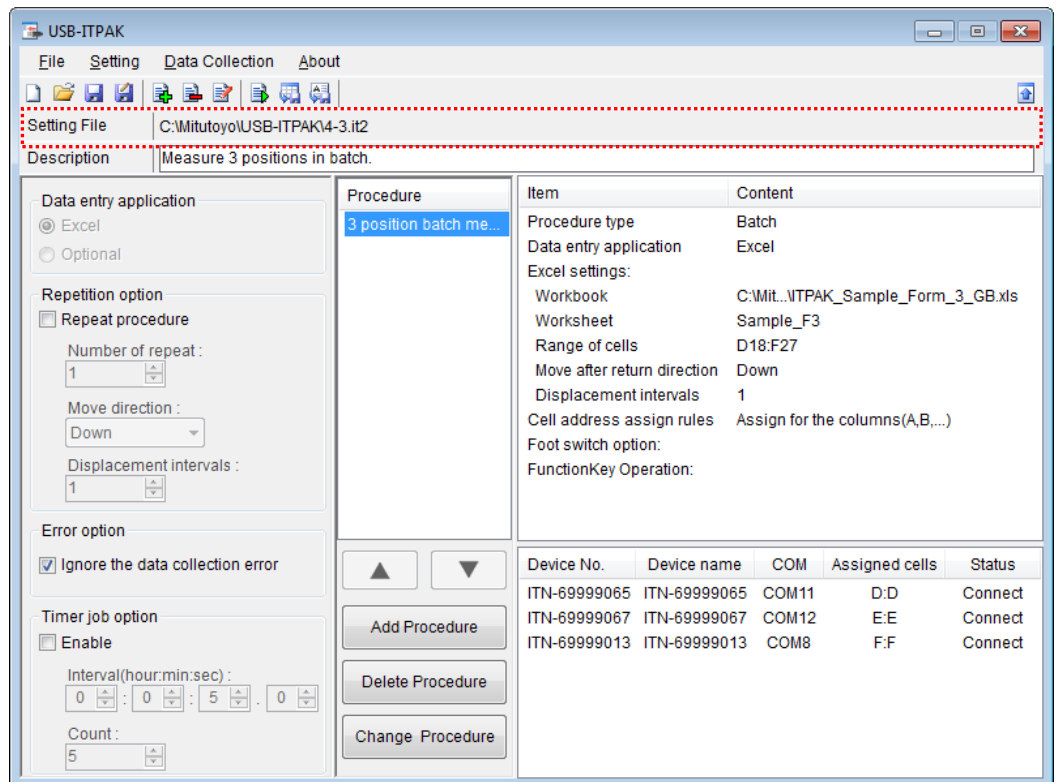 USB-ITPAK
File Setting Data Collection About
Setting File C:\Mitutoyo\USB-ITPAK\4-3.it2
Description Measure 3 positions in batch.
Data entry application
Excel
Optional
Repetition option
Repeat procedure
Number of repeat :
1
Move direction :
Down
Displacement intervals :
1
Error option
Ignore the data collection error
Timer job option
Enable
Interval(hour:min:sec) :
0 : 0 : 5 . 0
Count :
5
Procedure
3 position batch me...
Add Procedure
Delete Procedure
Change Procedure
Item Content
Procedure type Batch
Data entry application Excel
Excel settings:
Workbook C:\Mit...\ITPAK_Sample_Form_3_GB.xls
Worksheet Sample_F3
Range of cells D18:F27
Move after return direction Down
Displacement intervals 1
Cell address assign rules Assign for the columns(A,B,...)
Foot switch option:
FunctionKey Operation:
Device No. Device name COM Assigned cells Status
ITN-69999065 ITN-69999065 COM11 D:D Connect
ITN-69999067 ITN-69999067 COM12 E:E Connect
ITN-69999013 ITN-69999013 COM8 F:F Connect